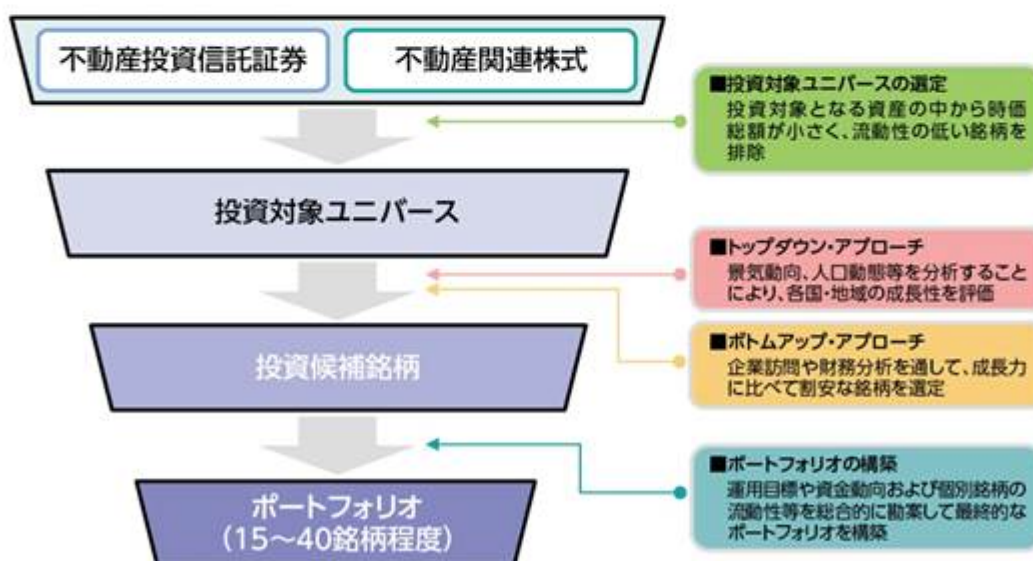 不動産投資信託証券
不動産関連株式
■投資対象ユニバースの選定
投資対象となる資産の中から時価
総額が小さく、流動性の低い銘柄を
排除
投資対象ユニバース
■トップダウン・アプローチ
景気動向、人口動態等を分析すること
により、各国・地域の成長性を評価
■ボトムアップ・アプローチ
企業訪問や財務分析を通して、成長力
に比べて割安な銘柄を選定
投資候補銘柄
■ポートフォリオの構築
運用目標や資金動向および個別銘柄の
流動性等を総合的に勘案して最終的な
ポートフォリオを構築
ポートフォリオ
(15～40銘柄程度)